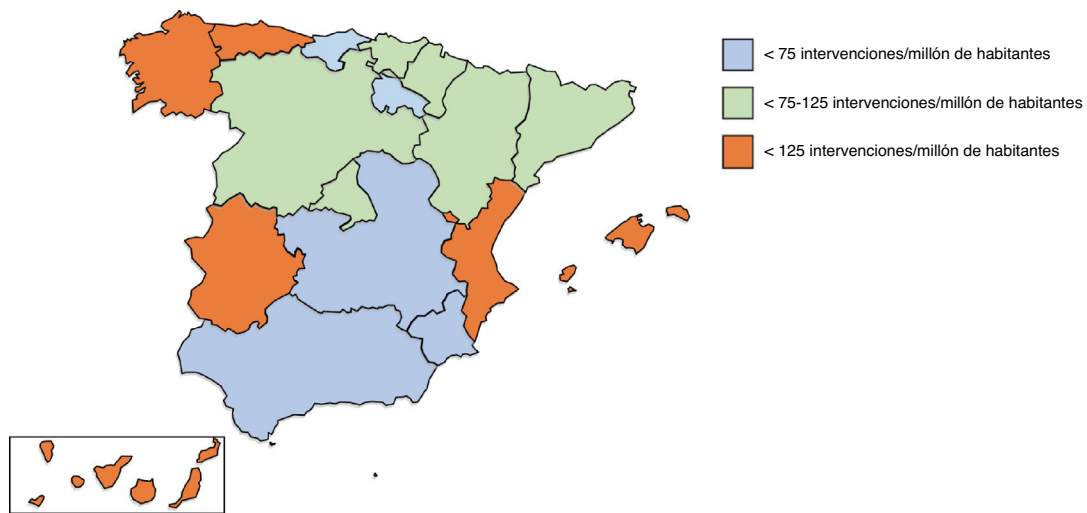 < 75 intervenciones/millón de habitantes
< 75-125 intervenciones/millón de habitantes
< 125 intervenciones/millón de habitantes